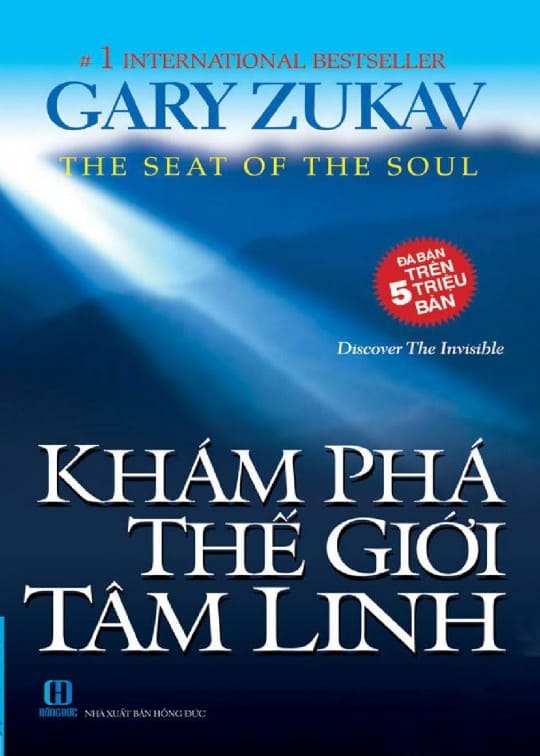 # 1 INTERNATIONAL BESTSELLER
GARY ZUKAV
THE SEAT OF THE SOUL
ĐÃ BÁN
TRÊN
5 TRIỆU
BẢN
Discover The Invisible
KHÁM PHÁ
THẾ GIỚI
TÂM LINH
HỒNG ĐỨC
NHÀ XUẤT BẢN HỒNG ĐỨC